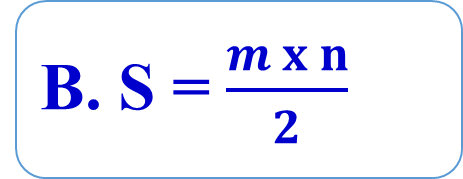 B. S = m x n / 2